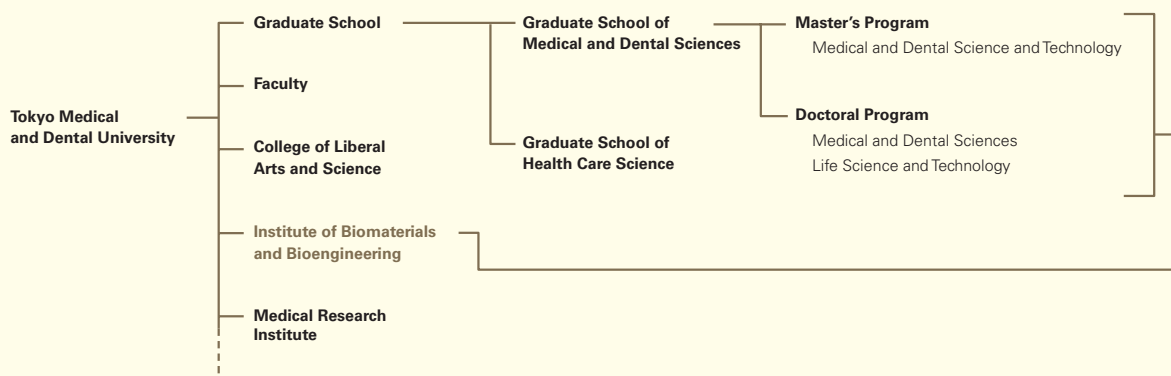 Tokyo Medical
and Dental University
Graduate School
Faculty
College of Liberal
Arts and Science
Institute of Biomaterials
and Bioengineering
Medical Research
Institute
Graduate School of
Medical and Dental Sciences
Graduate School of
Health Care Science
Master's Program
Medical and Dental Science and Technology
Doctoral Program
Medical and Dental Sciences
Life Science and Technology